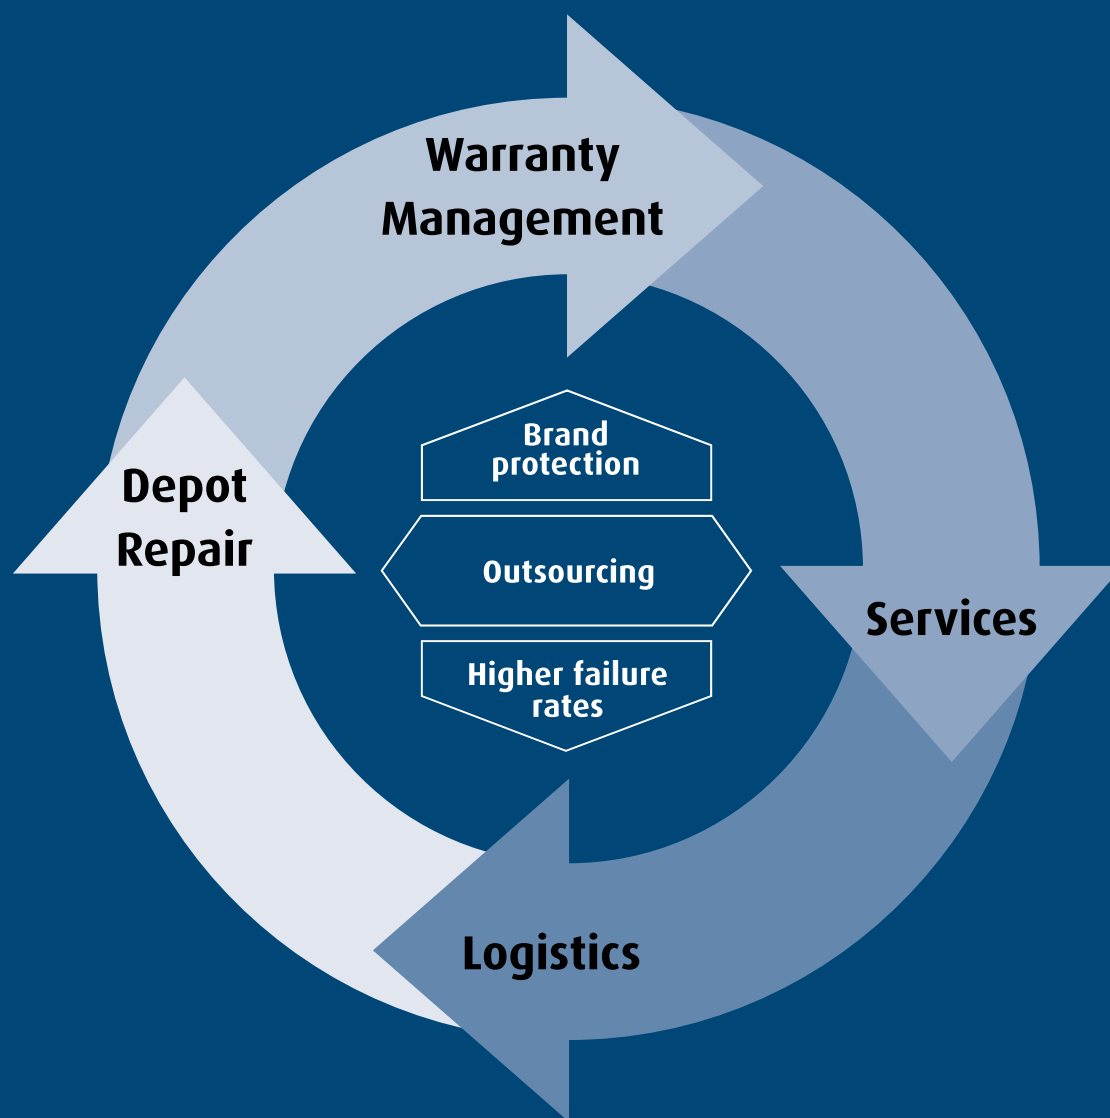 Warranty
Management
Depot
Repair
Brand
protection
Outsourcing
Higher failure
rates
Services
Logistics